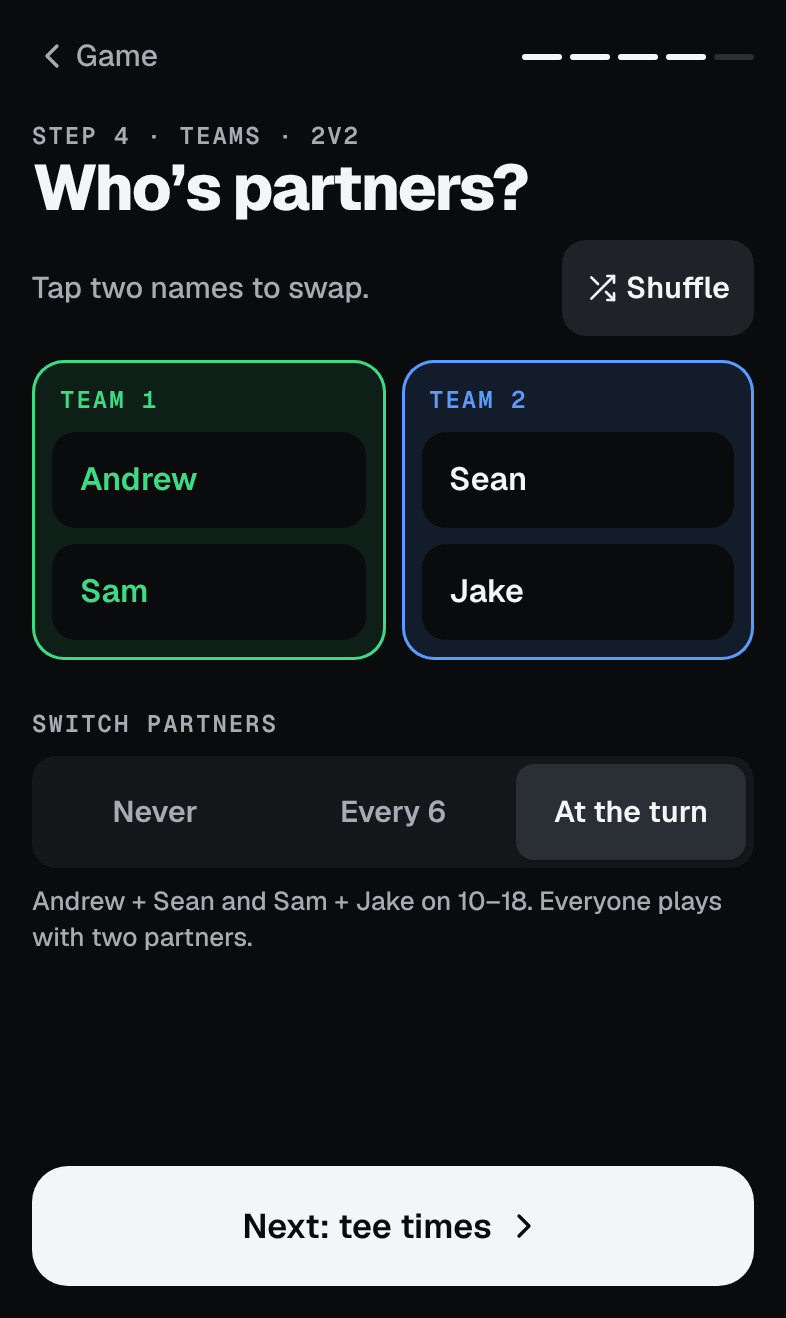 Game
STEP 4 · TEAMS · 2V2
Who’s partners?
Tap two names to swap.
Shuffle
TEAM 1
Andrew
Sam
TEAM 2
Sean
Jake
SWITCH PARTNERS
Never
Every 6
At the turn
Andrew + Sean and Sam + Jake on 10–18. Everyone plays
with two partners.
Next: tee times